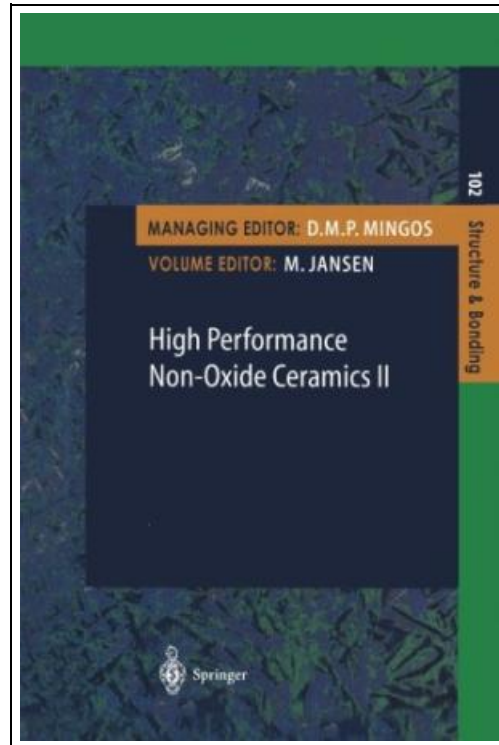 102 Structure & Bonding
MANAGING EDITOR: D.M.P. MINGOS
VOLUME EDITOR: M. JANSEN
High Performance
Non-Oxide Ceramics II
Springer